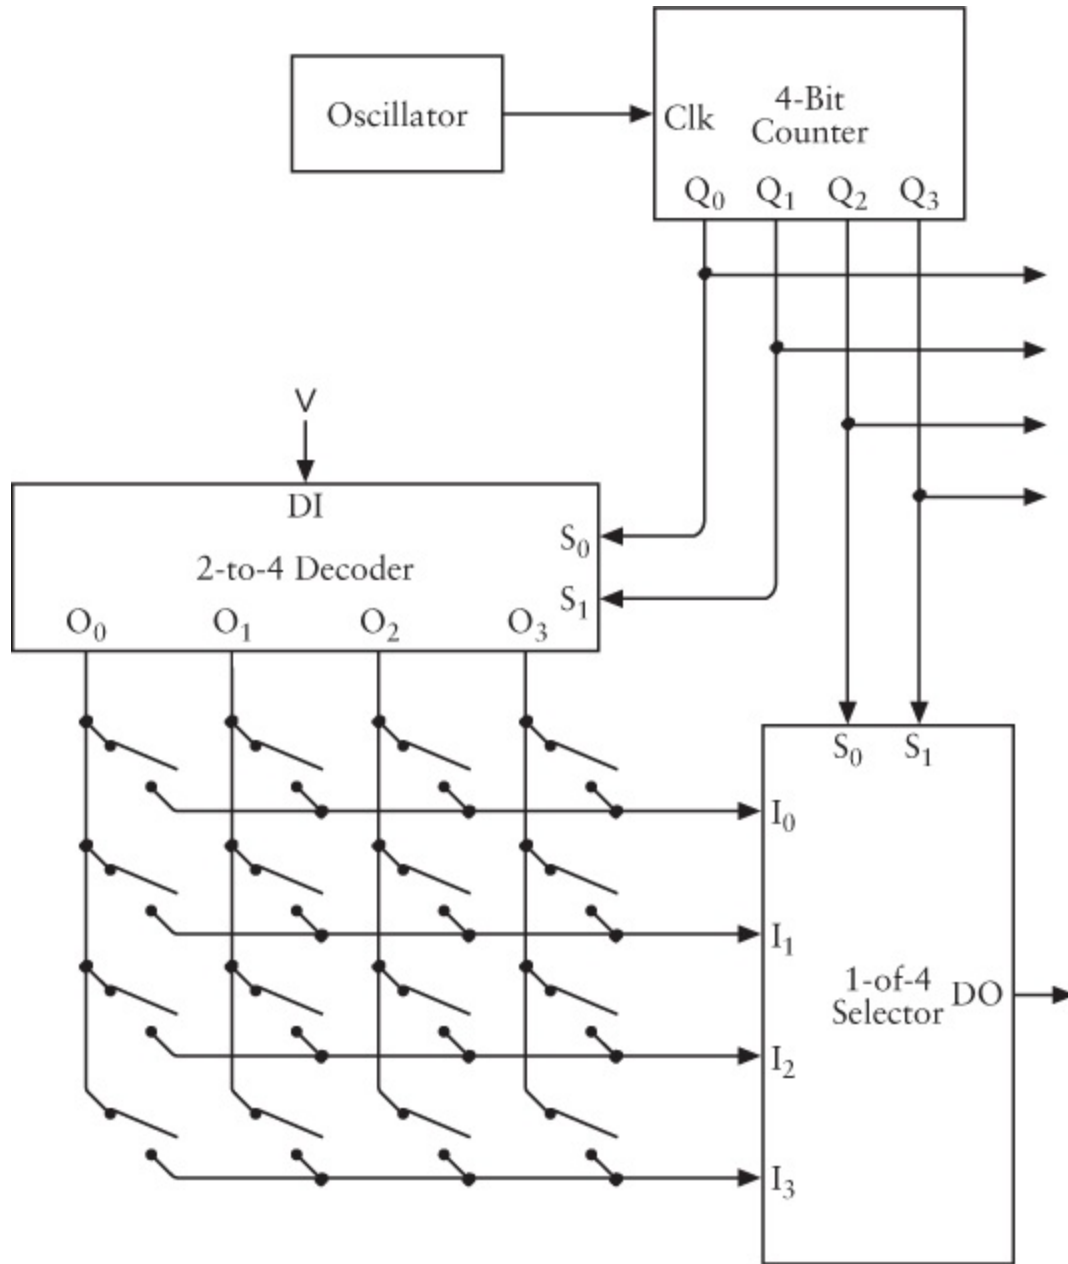 Oscillator
4-Bit
Clk Counter
Q₀ Q₁ Q₂ Q₃
V
DI
S₀
2-to-4 Decoder
S₁
O₀ O₁ O₂ O₃
S₀ S₁
I₀
I₁
1-of-4
Selector DO
I₂
I₃